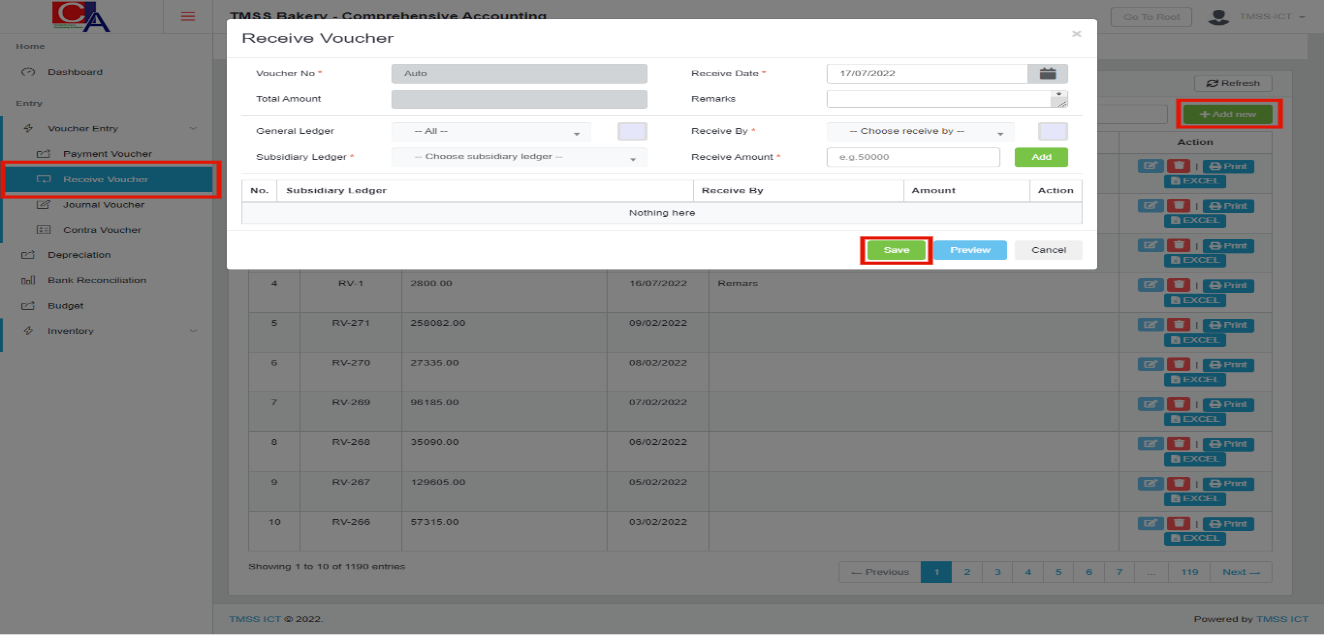 CA
TMSS Bakery - Comprehensive Accounting
Go To Root
TMSS ICT
Home
Dashboard
Entry
Voucher Entry
Payment Voucher
Receive Voucher
Journal Voucher
Contra Voucher
Depreciation
Bank Reconciliation
Budget
Inventory
Refresh
+ Add new
Receive Voucher
×
Voucher No *
Auto
Receive Date *
17/07/2022
Total Amount
Remarks
General Ledger
-- All --
Receive By *
-- Choose receive by --
Subsidiary Ledger *
-- Choose subsidiary ledger --
Receive Amount *
e.g.50000
Add
No. Subsidiary Ledger Receive By Amount Action
Nothing here
Save
Preview
Cancel
Action
| Print
EXCEL
| Print
EXCEL
| Print
EXCEL
4 RV-1 2800.00 16/07/2022 Remars | Print
EXCEL
5 RV-271 258082.00 09/02/2022 | Print
EXCEL
6 RV-270 27335.00 08/02/2022 | Print
EXCEL
7 RV-269 96185.00 07/02/2022 | Print
EXCEL
8 RV-268 35090.00 06/02/2022 | Print
EXCEL
9 RV-267 129605.00 05/02/2022 | Print
EXCEL
10 RV-266 57315.00 03/02/2022 | Print
EXCEL
Showing 1 to 10 of 1190 entries
← Previous 1 2 3 4 5 6 7 ... 119 Next →
TMSS ICT © 2022.
Powered by TMSS ICT